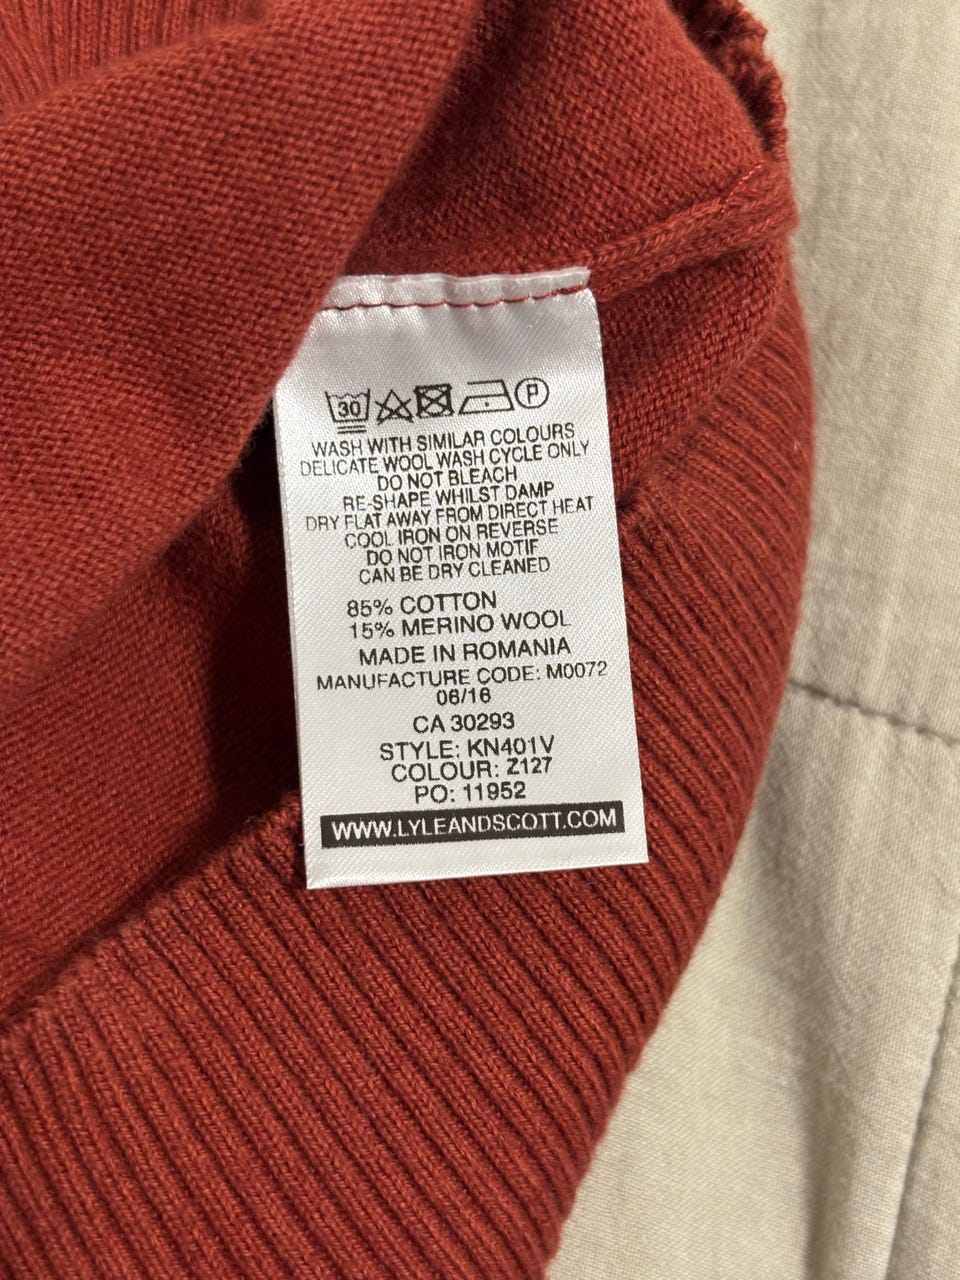 30 P
WASH WITH SIMILAR COLOURS
DELICATE WOOL WASH CYCLE ONLY
DO NOT BLEACH
RE-SHAPE WHILST DAMP
DRY FLAT AWAY FROM DIRECT HEAT
COOL IRON ON REVERSE
DO NOT IRON MOTIF
CAN BE DRY CLEANED
85% COTTON
15% MERINO WOOL
MADE IN ROMANIA
MANUFACTURE CODE: M0072
06/16
CA 30293
STYLE: KN401V
COLOUR: Z127
PO: 11952
WWW.LYLEANDSCOTT.COM